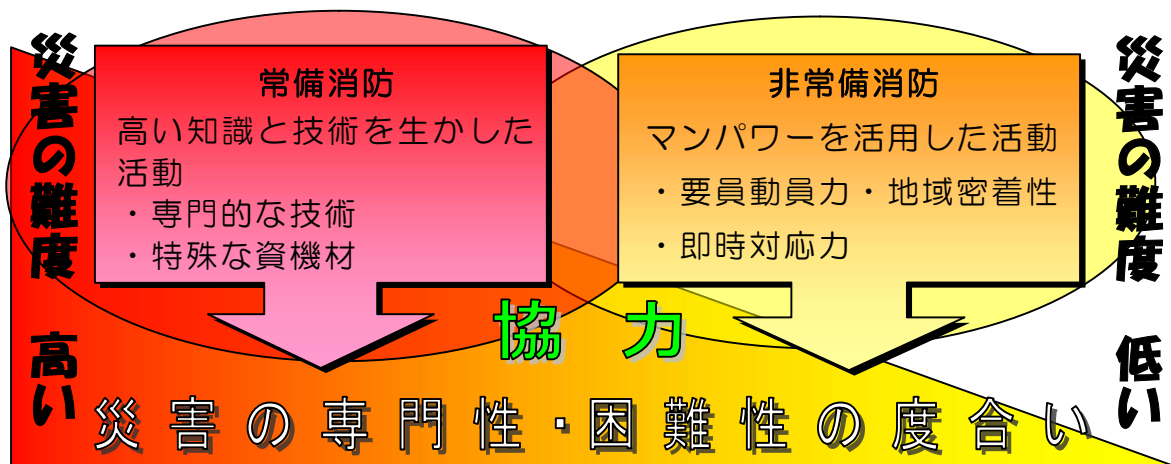 災害の難度　高い
常備消防
高い知識と技術を生かした
活動
・専門的な技術
・特殊な資機材
非常備消防
マンパワーを活用した活動
・要員動員力・地域密着性
・即時対応力
災害の難度　低い
協力
災害の専門性・困難性の度合い